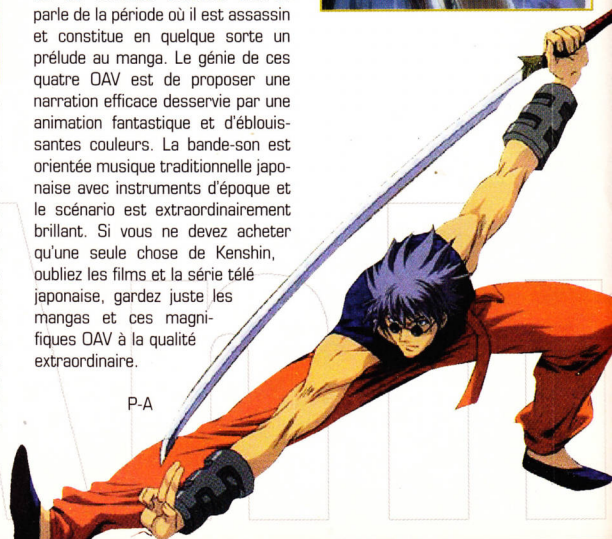 parle de la période où il est assassin
et constitue en quelque sorte un
prélude au manga. Le génie de ces
quatre OAV est de proposer une
narration efficace desservie par une
animation fantastique et d'éblouis-
santes couleurs. La bande-son est
orientée musique traditionnelle japo-
naise avec instruments d'époque et
le scénario est extraordinairement
brillant. Si vous ne devez acheter
qu'une seule chose de Kenshin,
oubliez les films et la série télé
japonaise, gardez juste les
mangas et ces magni-
fiques OAV à la qualité
extraordinaire.
P-A